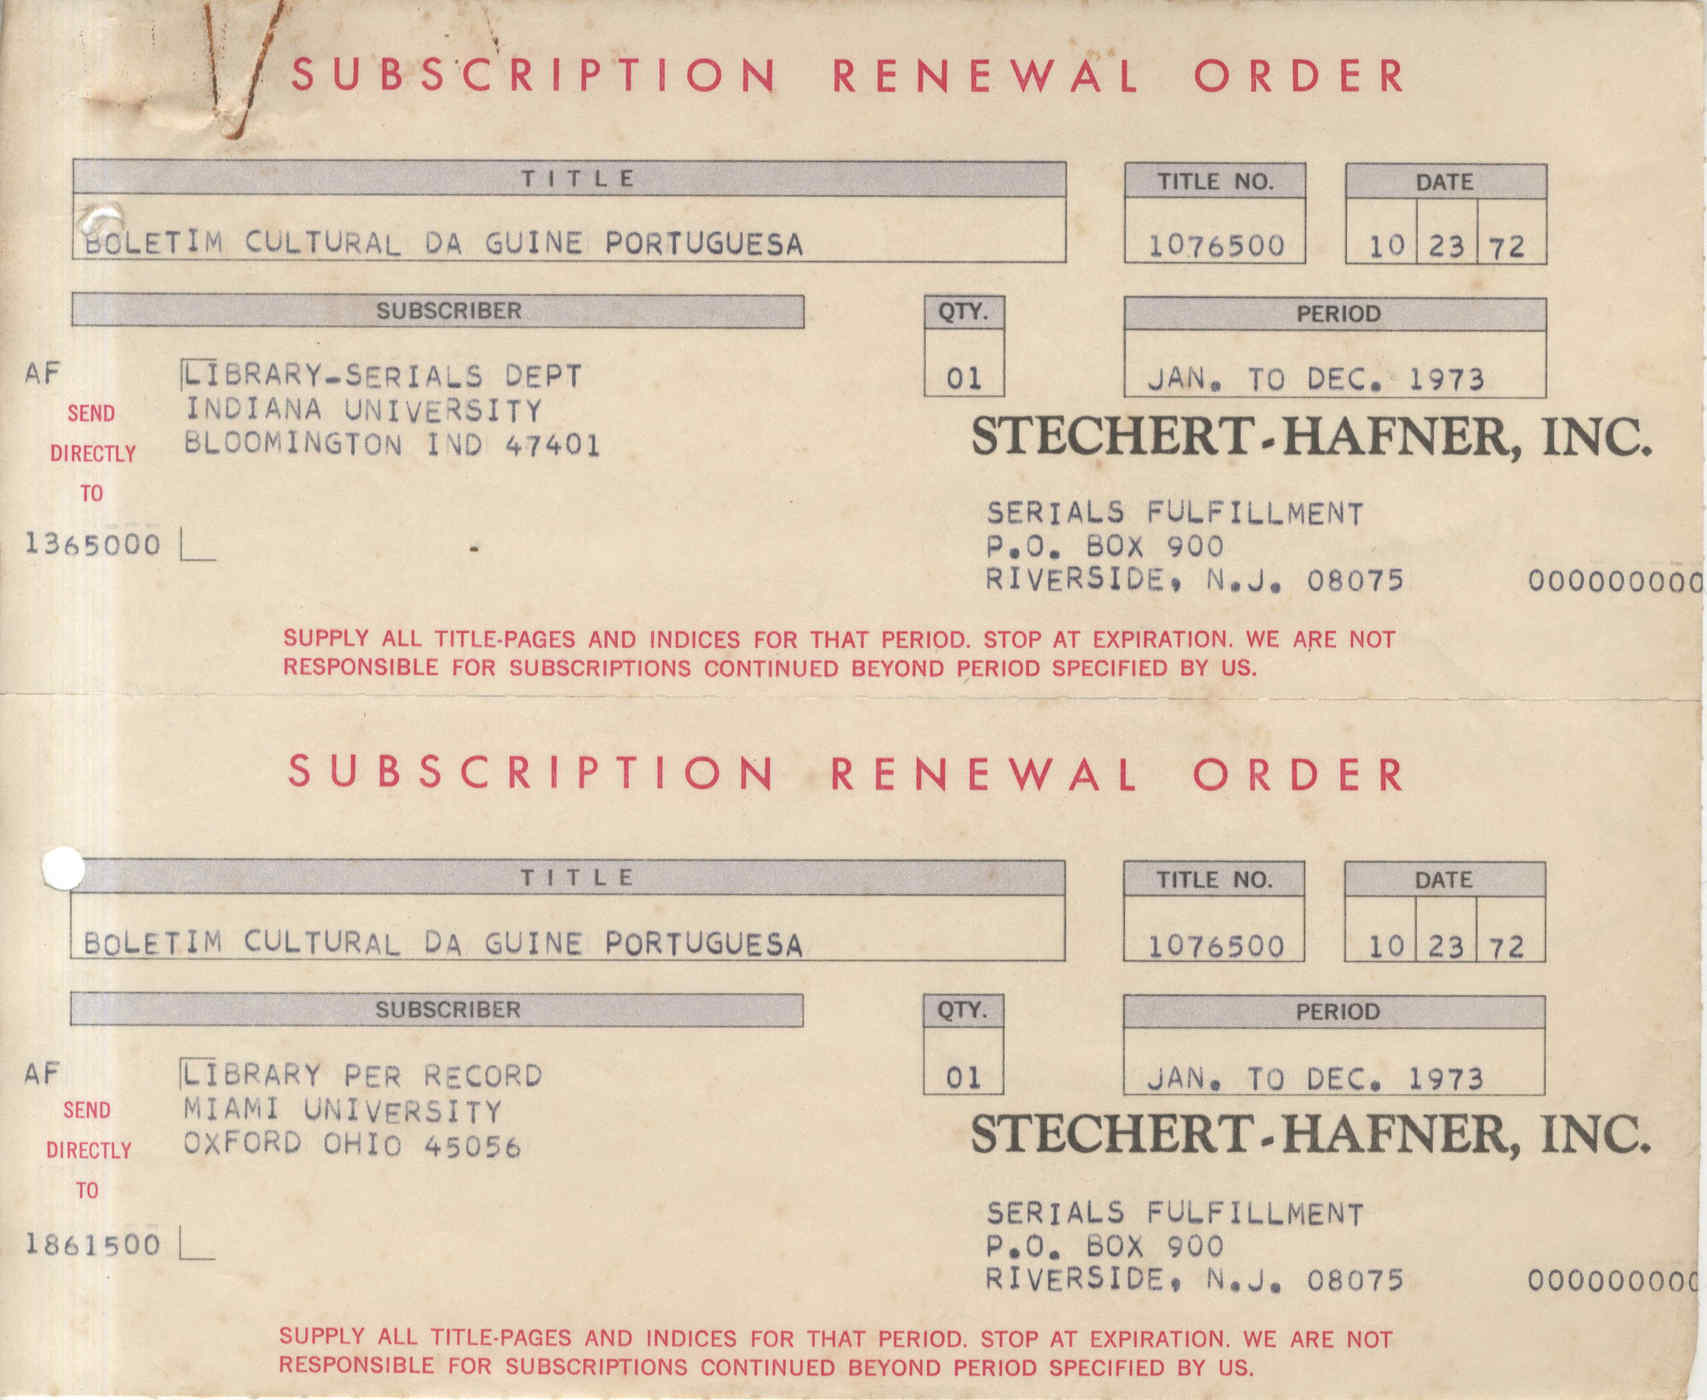 SUBSCRIPTION RENEWAL ORDER
TITLE
TITLE NO.
DATE
BOLETIM CULTURAL DA GUINE PORTUGUESA
1076500
10 23 72
SUBSCRIBER
QTY.
PERIOD
AF
LIBRARY-SERIALS DEPT
01
JAN. TO DEC. 1973
SEND
DIRECTLY
TO
INDIANA UNIVERSITY
BLOOMINGTON IND 47401
STECHERT-HAFNER, INC.
SERIALS FULFILLMENT
P.O. BOX 900
1365000
RIVERSIDE, N.J. 08075
000000000
SUPPLY ALL TITLE-PAGES AND INDICES FOR THAT PERIOD. STOP AT EXPIRATION. WE ARE NOT
RESPONSIBLE FOR SUBSCRIPTIONS CONTINUED BEYOND PERIOD SPECIFIED BY US.
SUBSCRIPTION RENEWAL ORDER
TITLE
TITLE NO.
DATE
BOLETIM CULTURAL DA GUINE PORTUGUESA
1076500
10 23 72
SUBSCRIBER
QTY.
PERIOD
AF
LIBRARY PER RECORD
01
JAN. TO DEC. 1973
SEND
DIRECTLY
TO
MIAMI UNIVERSITY
OXFORD OHIO 45056
STECHERT-HAFNER, INC.
SERIALS FULFILLMENT
P.O. BOX 900
1861500
RIVERSIDE, N.J. 08075
000000000
SUPPLY ALL TITLE-PAGES AND INDICES FOR THAT PERIOD. STOP AT EXPIRATION. WE ARE NOT
RESPONSIBLE FOR SUBSCRIPTIONS CONTINUED BEYOND PERIOD SPECIFIED BY US.